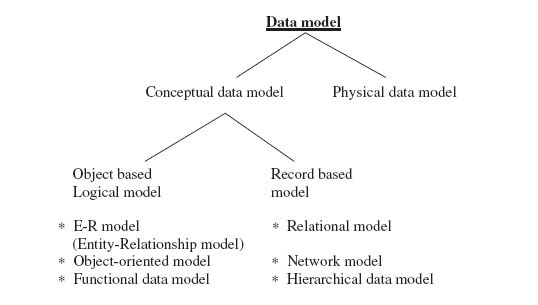 Data model
Conceptual data model
Physical data model
Object based
Logical model
* E-R model
(Entity-Relationship model)
* Object-oriented model
* Functional data model
Record based
model
* Relational model
* Network model
* Hierarchical data model